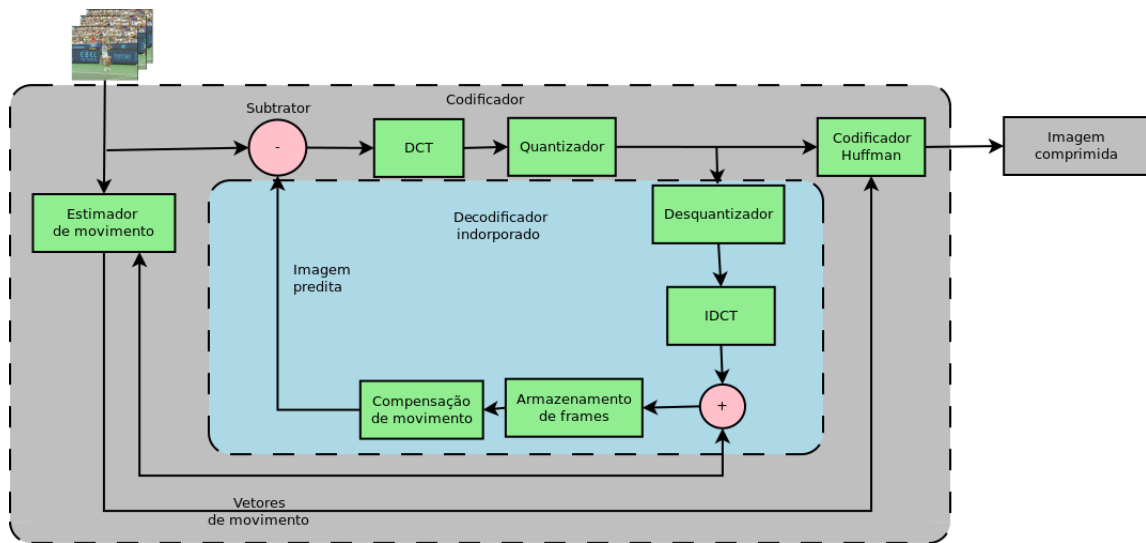 Codificador
Subtrator
-
DCT
Quantizador
Codificador
Huffman
Imagem
comprimida
Estimador
de movimento
Decodificador
indorporado
Desquantizador
Imagem
predita
IDCT
Compensação
de movimento
Armazenamento
de frames
+
Vetores
de movimento